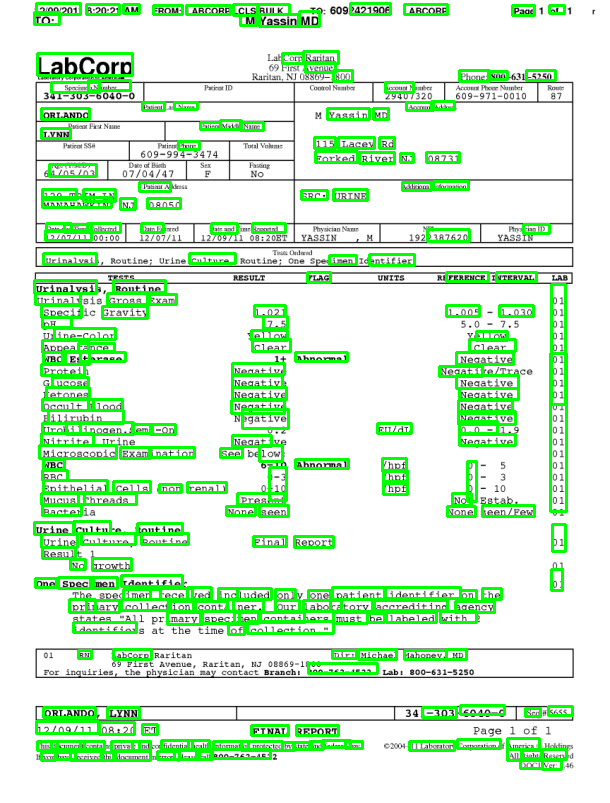 12/09/201 8:20:21 AM FROM: LABCORP CLS BULK TO: 6092421906 LABCORP Page 1 of 1
TO: M Yassin MD
LabCorp
LabCorp Raritan
69 First Avenue
Raritan, NJ 08869-1800
Phone: 800-631-5250
Specimen Number Patient ID Control Number Account Number Account Phone Number Route
341-303-6040-0 29407320 609-971-0010 87
Patient Last Name Account Address
ORLANDO M Yassin MD
Patient First Name Patient Middle Name
LYNN
Patient SS# Patient Phone Total Volume 115 Lacey Rd
609-994-3474 Forked River NJ 08731
Date of Birth Sex Fasting
64/05/03 07/04/47 F No
Patient Address Additional Information
SRC: URINE
MANAHAWKIN NJ 08050
Date and Time Collected Date Entered Date and Time Reported Physician Name NPI Physician ID
12/07/11 00:00 12/07/11 12/09/11 08:20ET YASSIN , M 1922387620 YASSIN
Tests Ordered
Urinalysis, Routine; Urine Culture, Routine; One Specimen Identifier
TESTS RESULT FLAG UNITS REFERENCE INTERVAL LAB
Urinalysis, Routine
Urinalysis Gross Exam 01
Specific Gravity 1.021 1.005 - 1.030 01
pH 7.5 5.0 - 7.5 01
Urine-Color Yellow Yellow 01
Appearance Clear Clear 01
WBC Esterase 1+ Abnormal Negative 01
Protein Negative Negative/Trace 01
Glucose Negative Negative 01
Ketones Negative Negative 01
Occult Blood Negative Negative 01
Bilirubin Negative Negative 01
Urobilinogen,Semi-Qn 0.2 EU/dL 0.0 - 1.9 01
Nitrite, Urine Negative Negative 01
Microscopic Examination See below: 01
WBC 6-10 Abnormal /hpf 0 - 5 01
RBC 0-3 /hpf 0 - 3 01
Epithelial Cells (non renal) 0-10 /hpf 0 - 10 01
Mucus Threads Present Not Estab. 01
Bacteria None seen None seen/Few 01
Urine Culture, Routine
Urine Culture, Routine Final Report 01
Result 1
No growth 01
One Specimen Identifier 01
The specimen received included only one patient identifier on the
primary collection container. Our laboratory accrediting agency
states "All primary specimen containers must be labeled with 2
identifiers at the time of collection."
01 RN LabCorp Raritan Dir: Michael Mahoney, MD
69 First Avenue, Raritan, NJ 08869-1800
For inquiries, the physician may contact Branch: 800-762-4522 Lab: 800-631-5250
ORLANDO, LYNN 341-303-6040-0 Seq # 5655
12/09/11 08:20 ET FINAL REPORT Page 1 of 1
This document contains private and confidential health information protected by state and federal law. ©2004-11 Laboratory Corporation of America Holdings
If you have received this document in error, please call 800-762-4522 All Rights Reserved
DOC1 Ver: 1.46